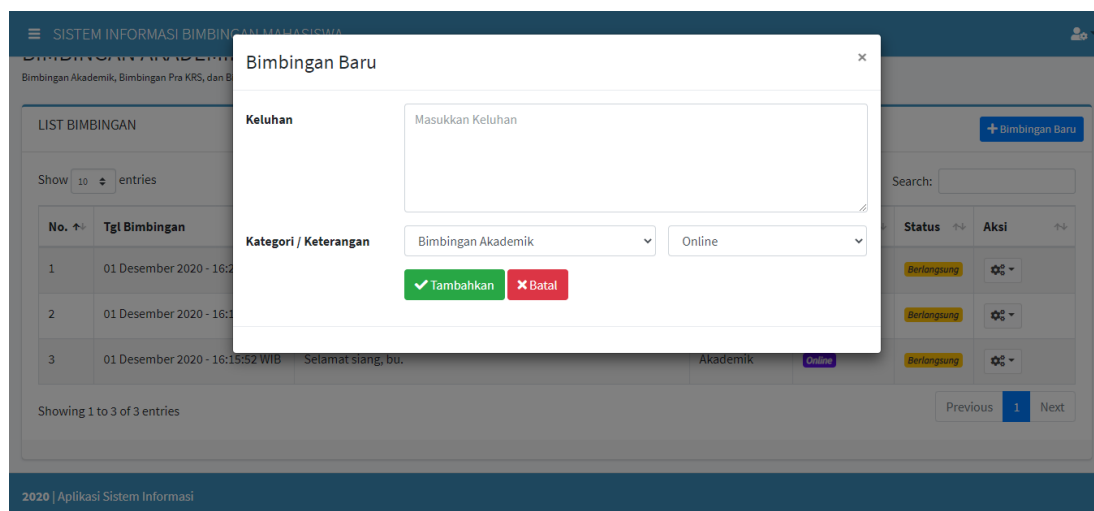 SISTEM INFORMASI BIMBINGAN MAHASISWA
BIMBINGAN AKADEMIK
Bimbingan Akademik, Bimbingan Pra KRS, dan B
LIST BIMBINGAN
Bimbingan Baru
Show 10 entries
Search:
No. Tgl Bimbingan Status Aksi
1 01 Desember 2020 - 16:2 Berlangsung
2 01 Desember 2020 - 16:1 Berlangsung
3 01 Desember 2020 - 16:15:52 WIB Selamat siang, bu. Akademik Online Berlangsung
Showing 1 to 3 of 3 entries
Previous 1 Next
2020 | Aplikasi Sistem Informasi
Bimbingan Baru ×
Keluhan Masukkan Keluhan
Kategori / Keterangan Bimbingan Akademik Online
Tambahkan Batal